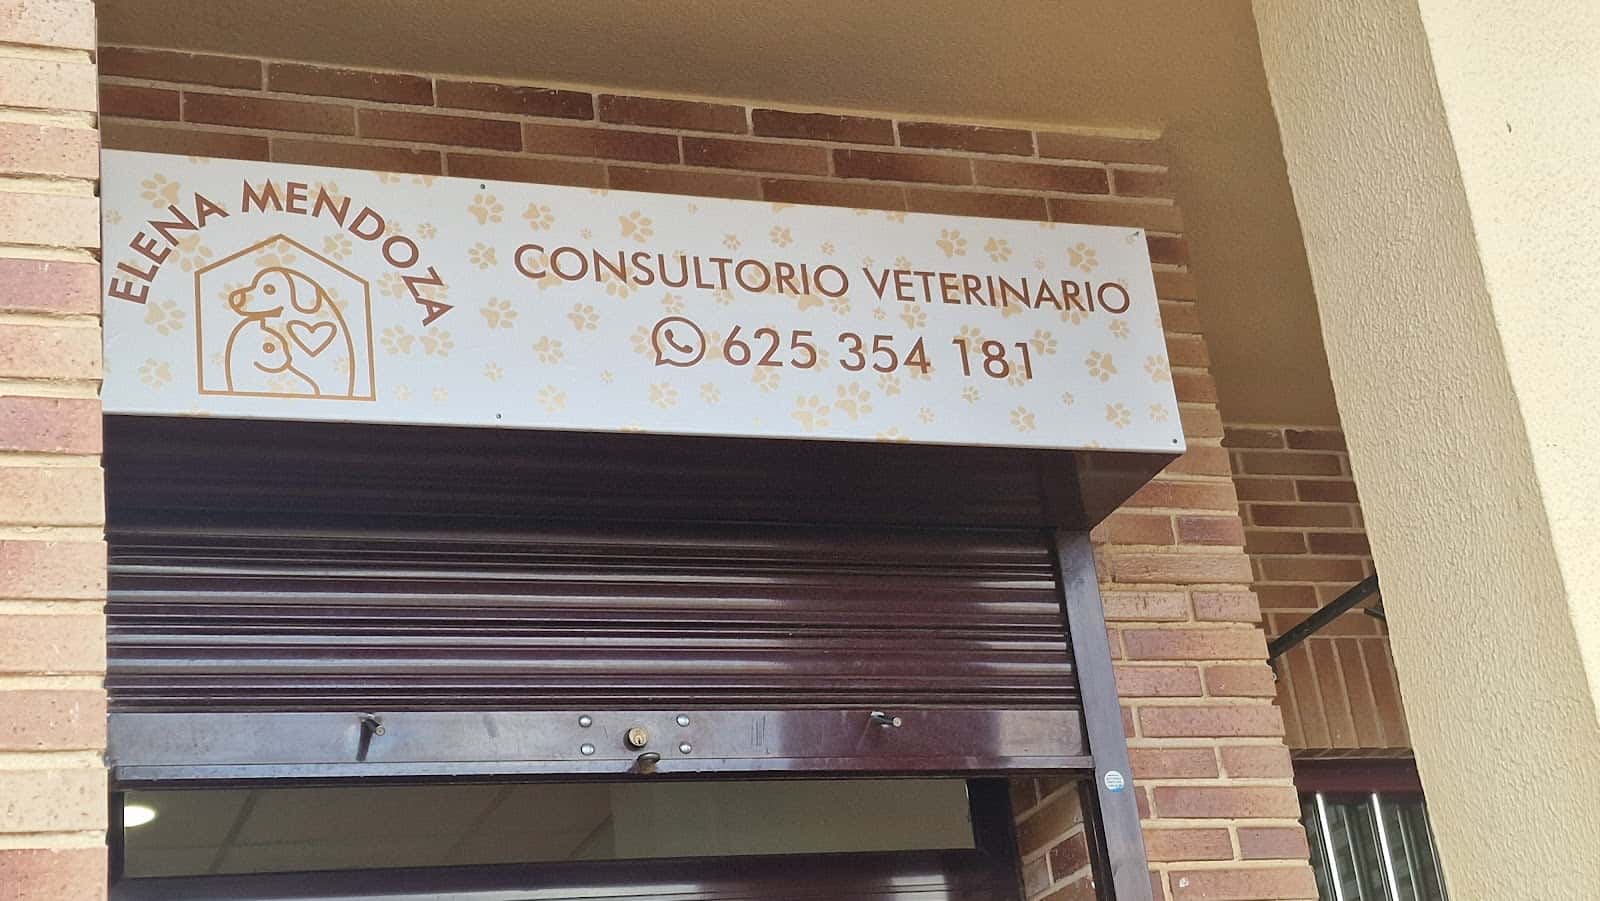 ELENA MENDOZA
CONSULTORIO VETERINARIO
625 354 181